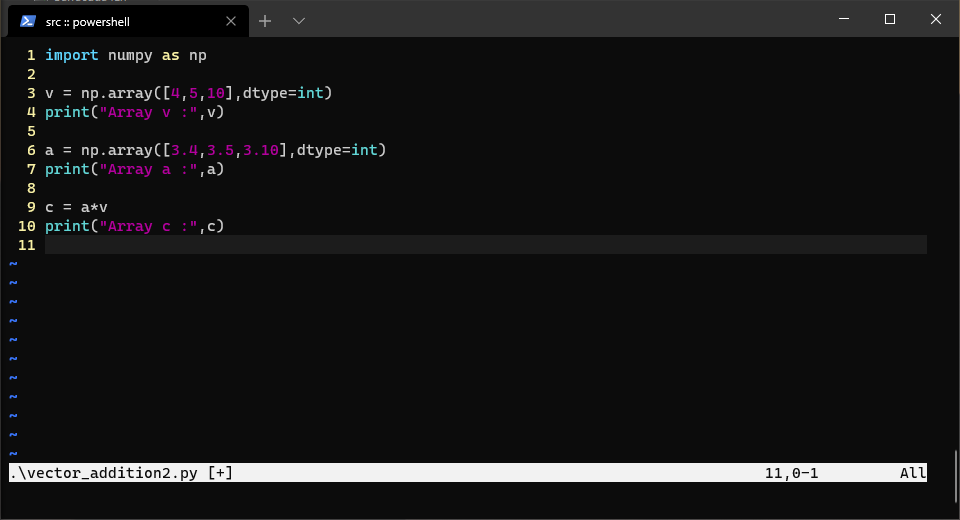 src :: powershell
1 import numpy as np
2
3 v = np.array([4,5,10],dtype=int)
4 print("Array v :",v)
5
6 a = np.array([3.4,3.5,3.10],dtype=int)
7 print("Array a :",a)
8
9 c = a*v
10 print("Array c :",c)
11
~
~
~
~
~
~
~
~
~
~
~
.\vector_addition2.py [+] 11,0-1 All